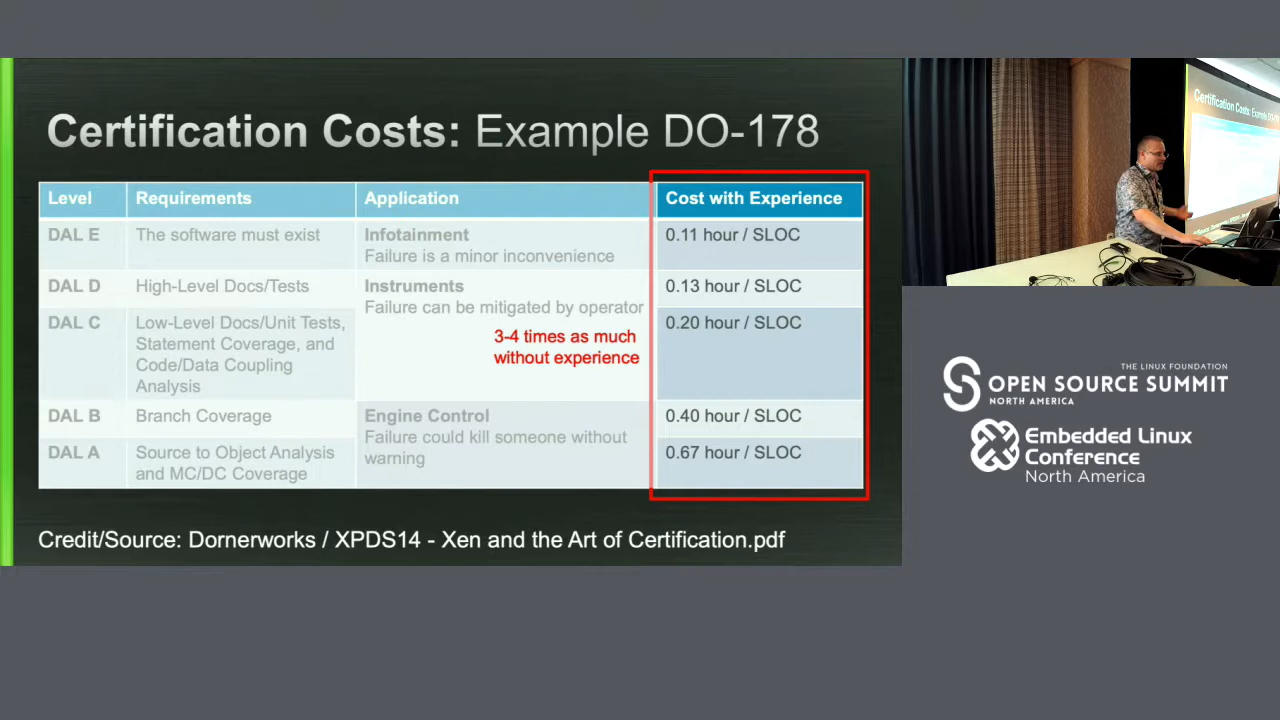 Certification Costs: Example DO-178
Level
Requirements
Application
Cost with Experience
DAL E
The software must exist
Infotainment
Failure is a minor inconvenience
0.11 hour / SLOC
DAL D
High-Level Docs/Tests
Instruments
Failure can be mitigated by operator
0.13 hour / SLOC
DAL C
Low-Level Docs/Unit Tests,
Statement Coverage, and
Code/Data Coupling
Analysis
3-4 times as much
without experience
0.20 hour / SLOC
DAL B
Branch Coverage
Engine Control
Failure could kill someone without
warning
0.40 hour / SLOC
DAL A
Source to Object Analysis
and MC/DC Coverage
0.67 hour / SLOC
Credit/Source: Dornerworks / XPDS14 - Xen and the Art of Certification.pdf
Certification Costs: Example DO-17
THE LINUX FOUNDATION
OPEN SOURCE SUMMIT
NORTH AMERICA
Embedded Linux
Conference
North America